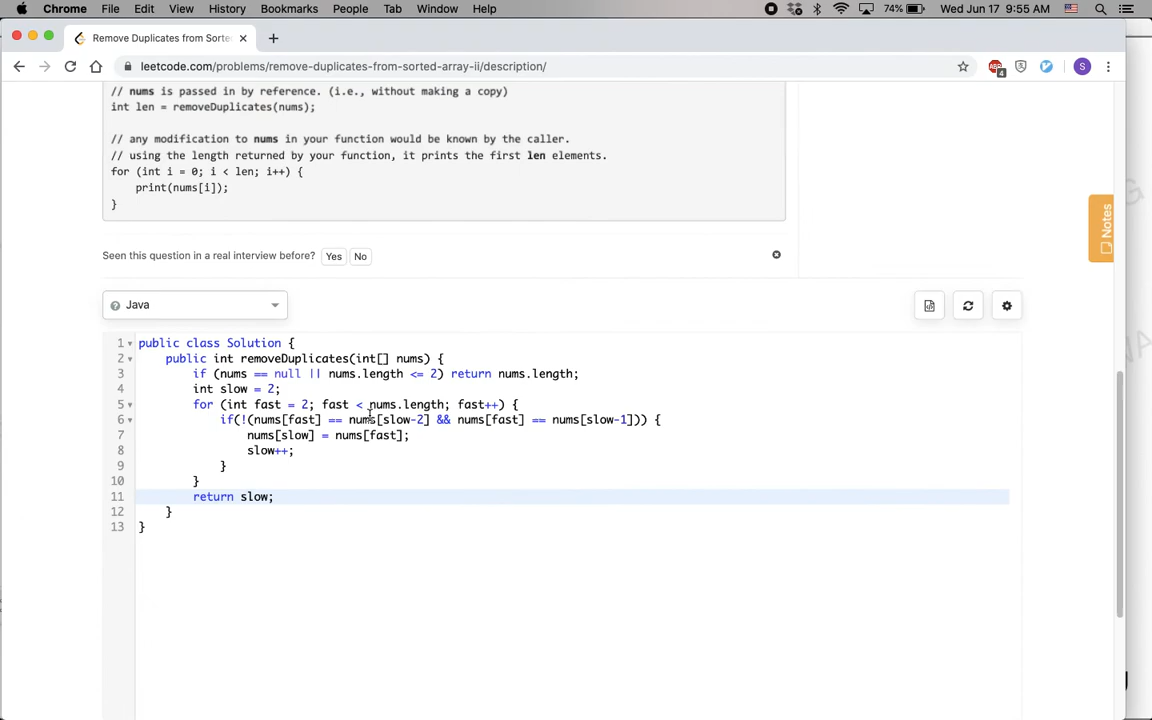 Chrome File Edit View History Bookmarks People Tab Window Help 74% Wed Jun 17 9:55 AM
Remove Duplicates from Sorte
leetcode.com/problems/remove-duplicates-from-sorted-array-ii/description/ ABP 4 S
// nums is passed in by reference. (i.e., without making a copy)
int len = removeDuplicates(nums);
// any modification to nums in your function would be known by the caller.
// using the length returned by your function, it prints the first len elements.
for (int i = 0; i < len; i++) {
print(nums[i]);
}
Notes
Seen this question in a real interview before? Yes No
Java
1 public class Solution {
2 public int removeDuplicates(int[] nums) {
3 if (nums == null || nums.length <= 2) return nums.length;
4 int slow = 2;
5 for (int fast = 2; fast < nums.length; fast++) {
6 if(!(nums[fast] == nums[slow-2] && nums[fast] == nums[slow-1])) {
7 nums[slow] = nums[fast];
8 slow++;
9 }
10 }
11 return slow;
12 }
13 }